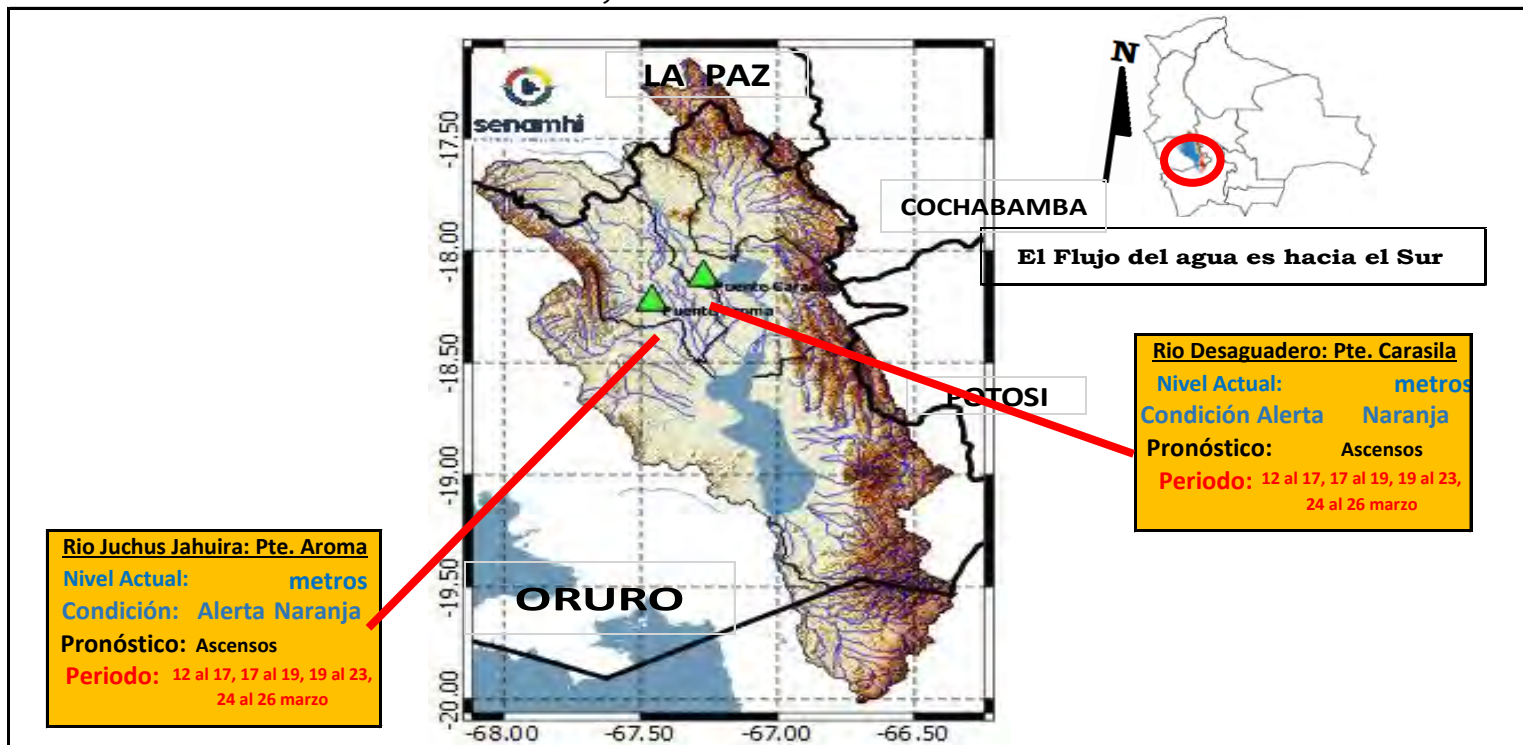 LA PAZ
senamhi
N
COCHABAMBA
El Flujo del agua es hacia el Sur
Puente
Puente
Rio Desaguadero: Pte. Carasila
Nivel Actual: metros
Condición Alerta Naranja
Pronóstico: Ascensos
Periodo: 12 al 17, 17 al 19, 19 al 23,
24 al 26 marzo
POTOSI
Rio Juchus Jahuira: Pte. Aroma
Nivel Actual: metros
Condición: Alerta Naranja
Pronóstico: Ascensos
Periodo: 12 al 17, 17 al 19, 19 al 23,
24 al 26 marzo
ORURO
-17.50
-18.00
-18.50
-19.00
-19.50
-20.00
-68.00 -67.50 -67.00 -66.50